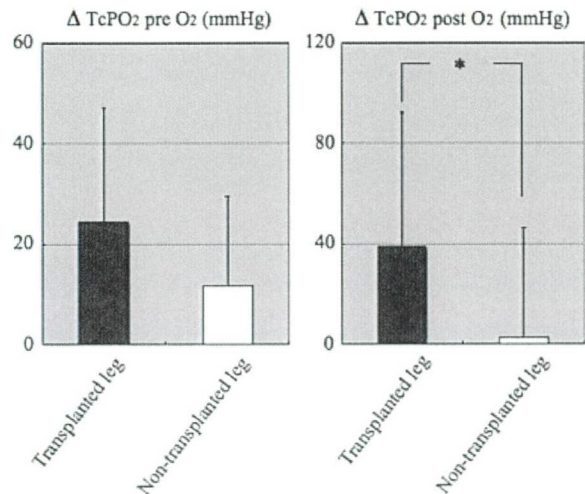 Δ TcPO2 pre O2 (mmHg)
60
40
20
0
Transplanted leg
Non-transplanted leg
Δ TcPO2 post O2 (mmHg)
120
80
40
0
*
Transplanted leg
Non-transplanted leg